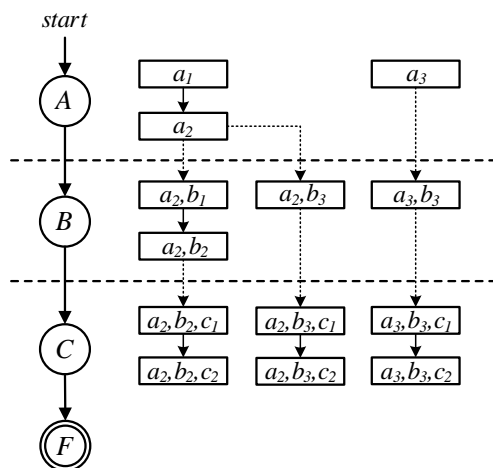 start
A
a₁ a₃
a₂
B
a₂,b₁ a₂,b₃ a₃,b₃
a₂,b₂
C
a₂,b₂,c₁ a₂,b₃,c₁ a₃,b₃,c₁
a₂,b₂,c₂ a₂,b₃,c₂ a₃,b₃,c₂
F